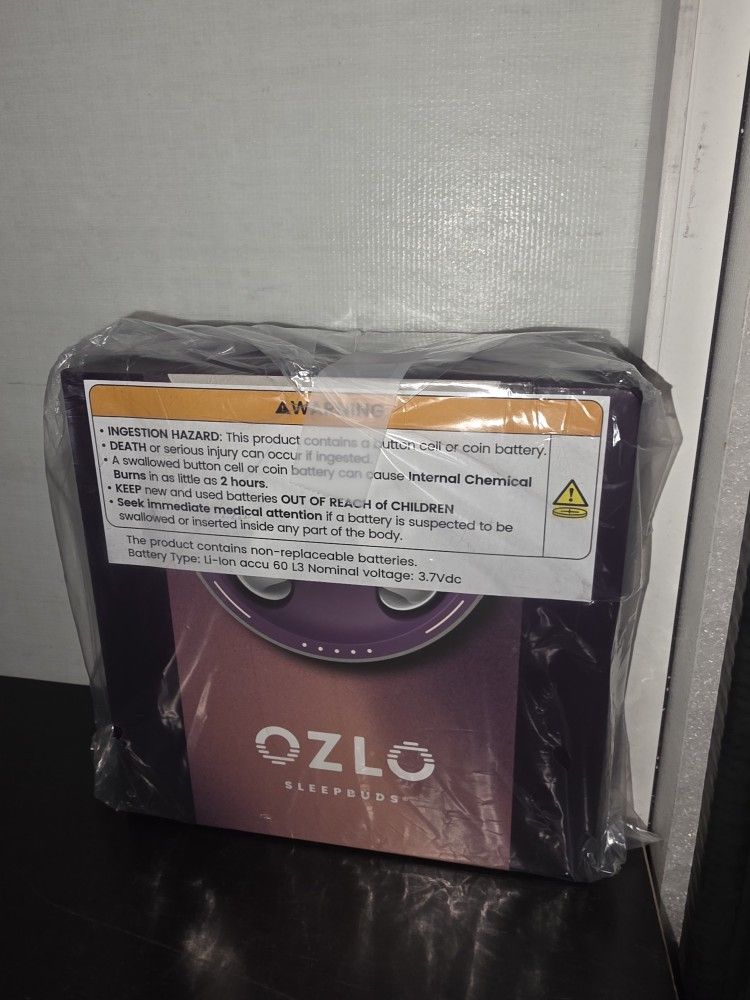 WARNING
• INGESTION HAZARD: This product contains a button cell or coin battery.
• DEATH or serious injury can occur if ingested.
• A swallowed button cell or coin battery can cause Internal Chemical
Burns in as little as 2 hours.
• KEEP new and used batteries OUT OF REACH of CHILDREN
• Seek immediate medical attention if a battery is suspected to be
swallowed or inserted inside any part of the body.
The product contains non-replaceable batteries.
Battery Type: Li-Ion accu 60 L3 Nominal voltage: 3.7Vdc
OZLO
SLEEPBUDS